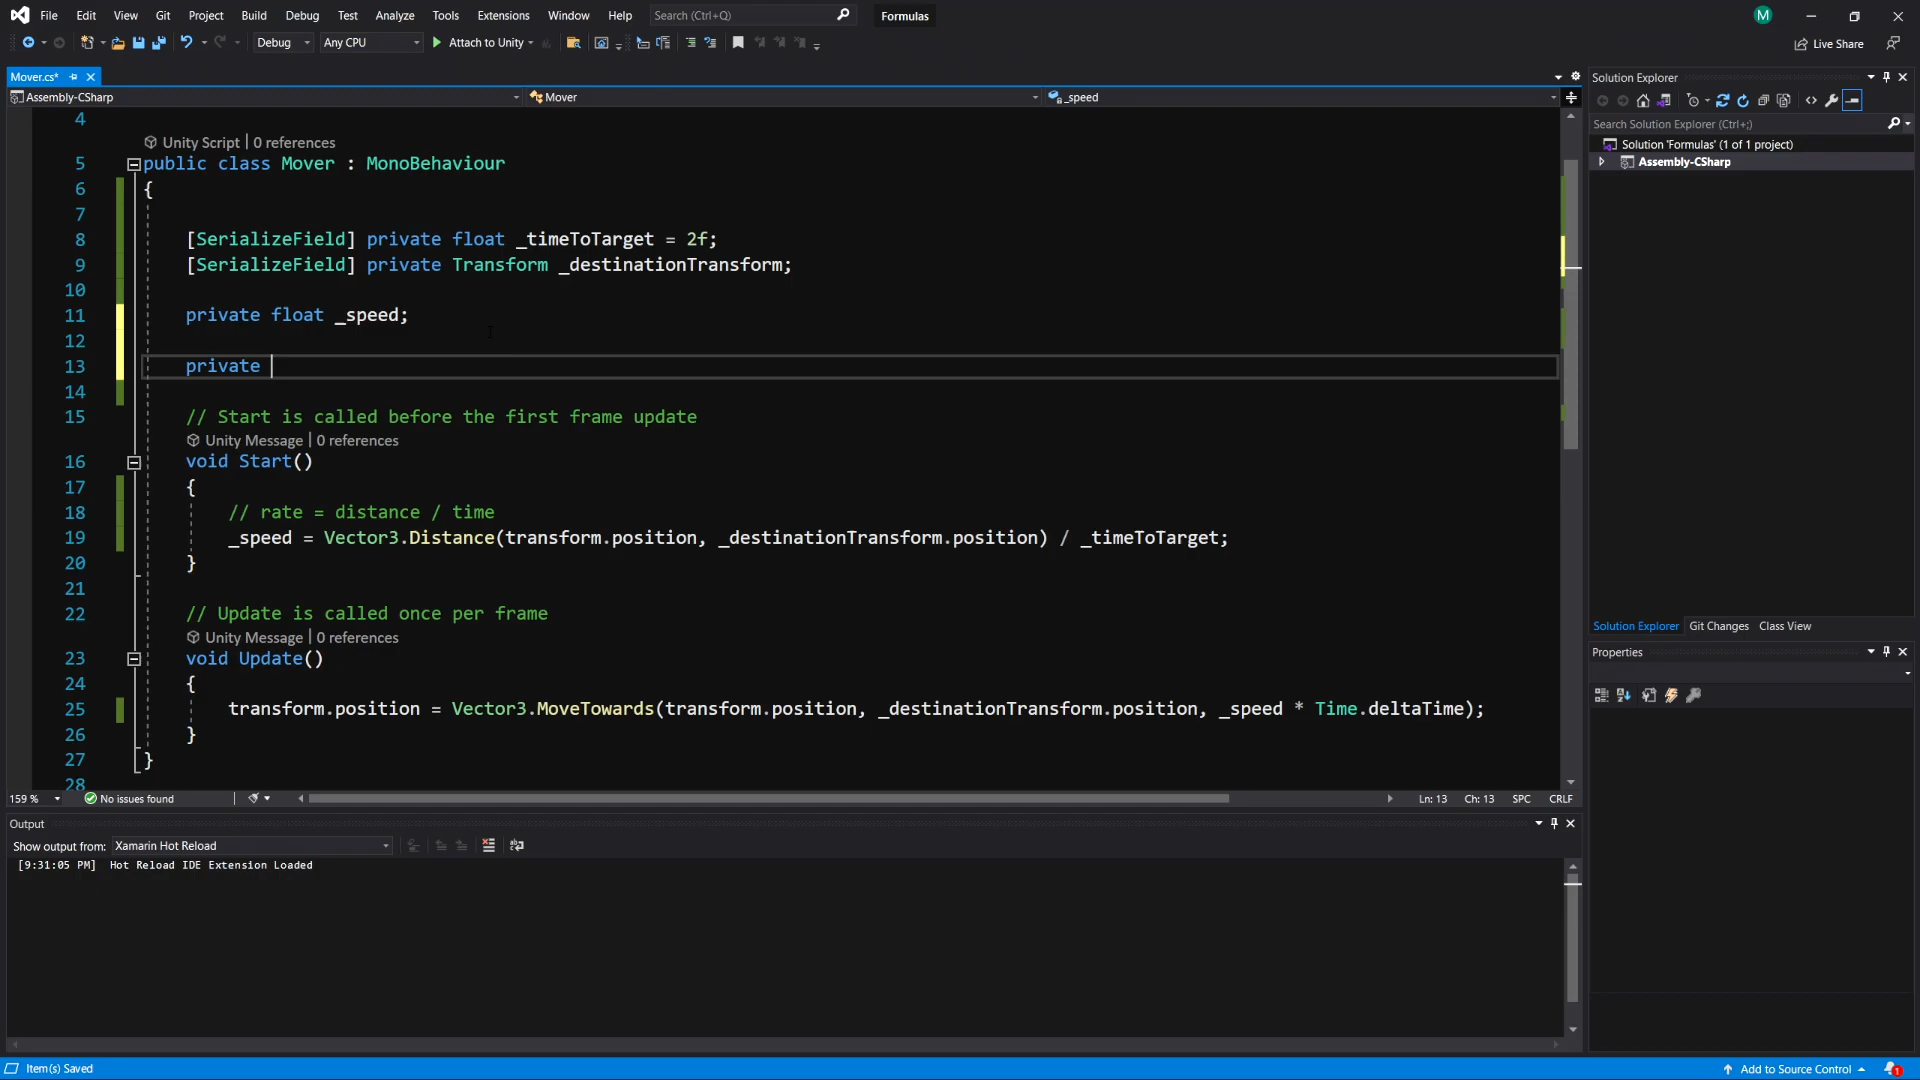 File Edit View Git Project Build Debug Test Analyze Tools Extensions Window Help Search (Ctrl+Q) Formulas M
Debug Any CPU Attach to Unity Live Share
Mover.cs*
Assembly-CSharp Mover _speed
4
Unity Script | 0 references
5 public class Mover : MonoBehaviour
6 {
7
8 [SerializeField] private float _timeToTarget = 2f;
9 [SerializeField] private Transform _destinationTransform;
10
11 private float _speed;
12
13 private
14
15 // Start is called before the first frame update
Unity Message | 0 references
16 void Start()
17 {
18 // rate = distance / time
19 _speed = Vector3.Distance(transform.position, _destinationTransform.position) / _timeToTarget;
20 }
21
22 // Update is called once per frame
Unity Message | 0 references
23 void Update()
24 {
25 transform.position = Vector3.MoveTowards(transform.position, _destinationTransform.position, _speed * Time.deltaTime);
26 }
27 }
28
159 % No issues found Ln: 13 Ch: 13 SPC CRLF
Output
Show output from: Xamarin Hot Reload
[9:31:05 PM] Hot Reload IDE Extension Loaded
Solution Explorer
Search Solution Explorer (Ctrl+;)
Solution 'Formulas' (1 of 1 project)
Assembly-CSharp
Solution Explorer Git Changes Class View
Properties
Item(s) Saved Add to Source Control 1